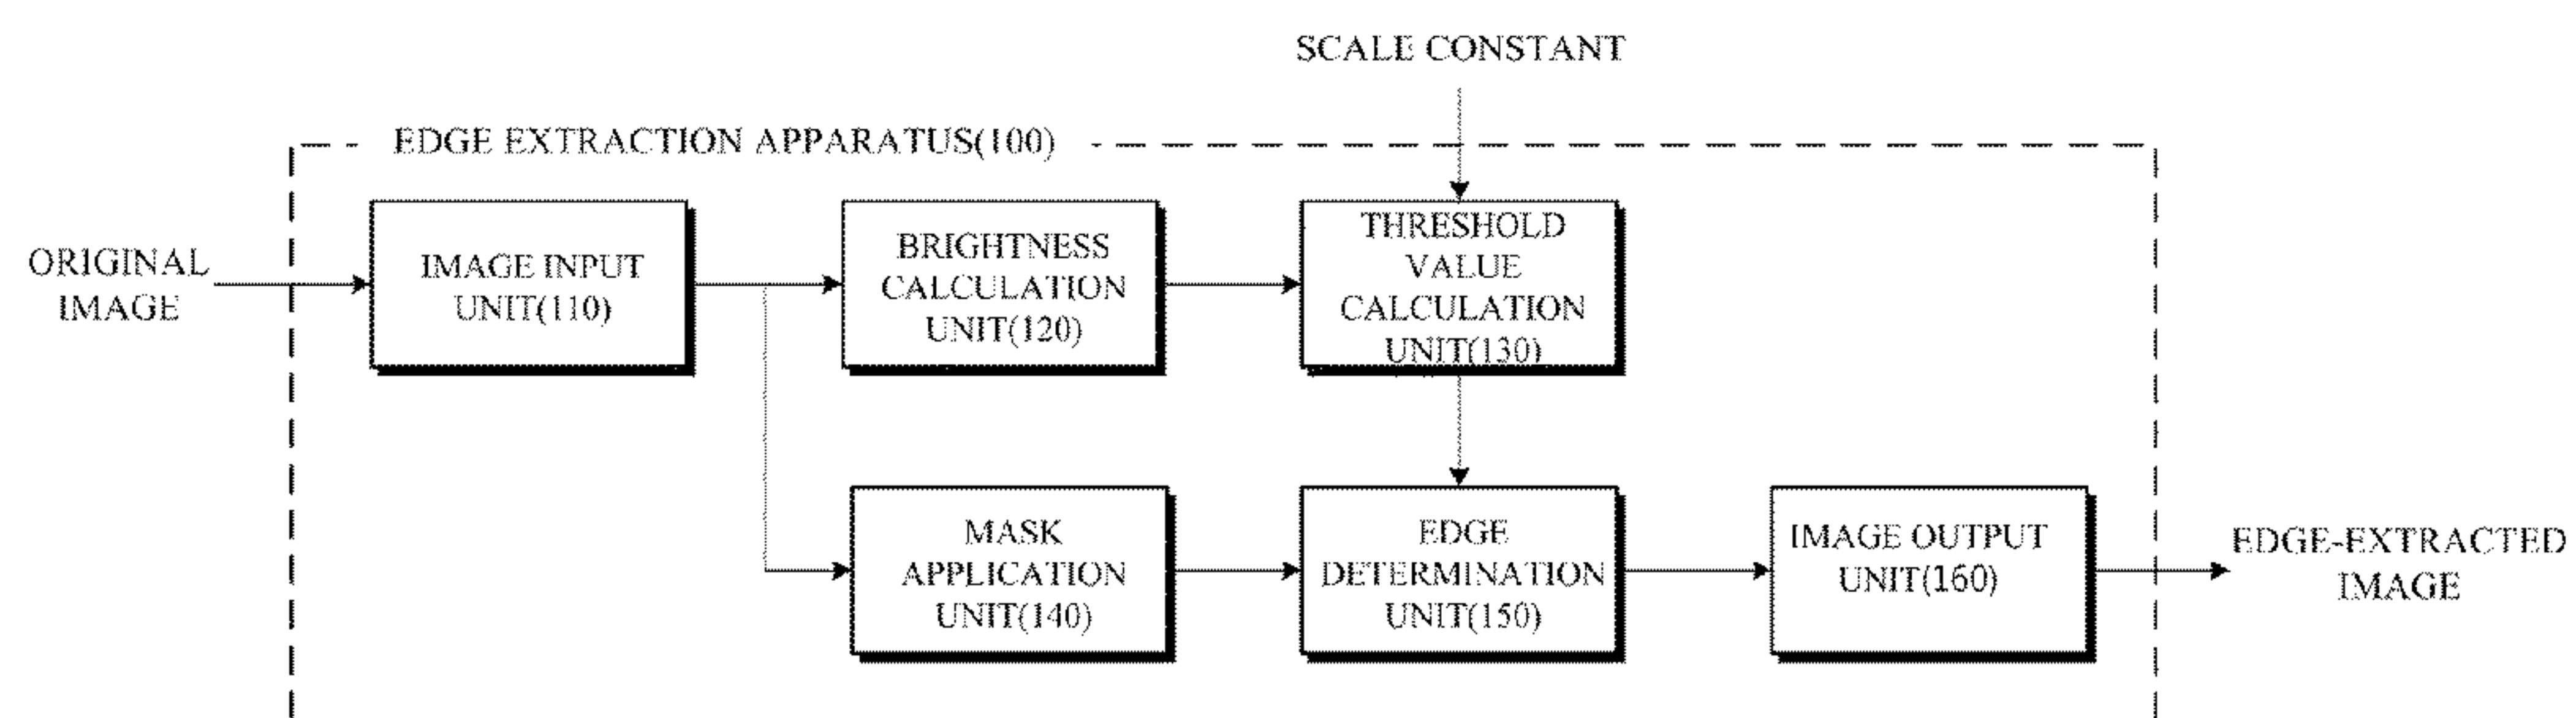 SCALE CONSTANT
EDGE EXTRACTION APPARATUS(100)
ORIGINAL
IMAGE
IMAGE INPUT
UNIT(110)
BRIGHTNESS
CALCULATION
UNIT(120)
THRESHOLD
VALUE
CALCULATION
UNIT(130)
MASK
APPLICATION
UNIT(140)
EDGE
DETERMINATION
UNIT(150)
IMAGE OUTPUT
UNIT(160)
EDGE-EXTRACTED
IMAGE